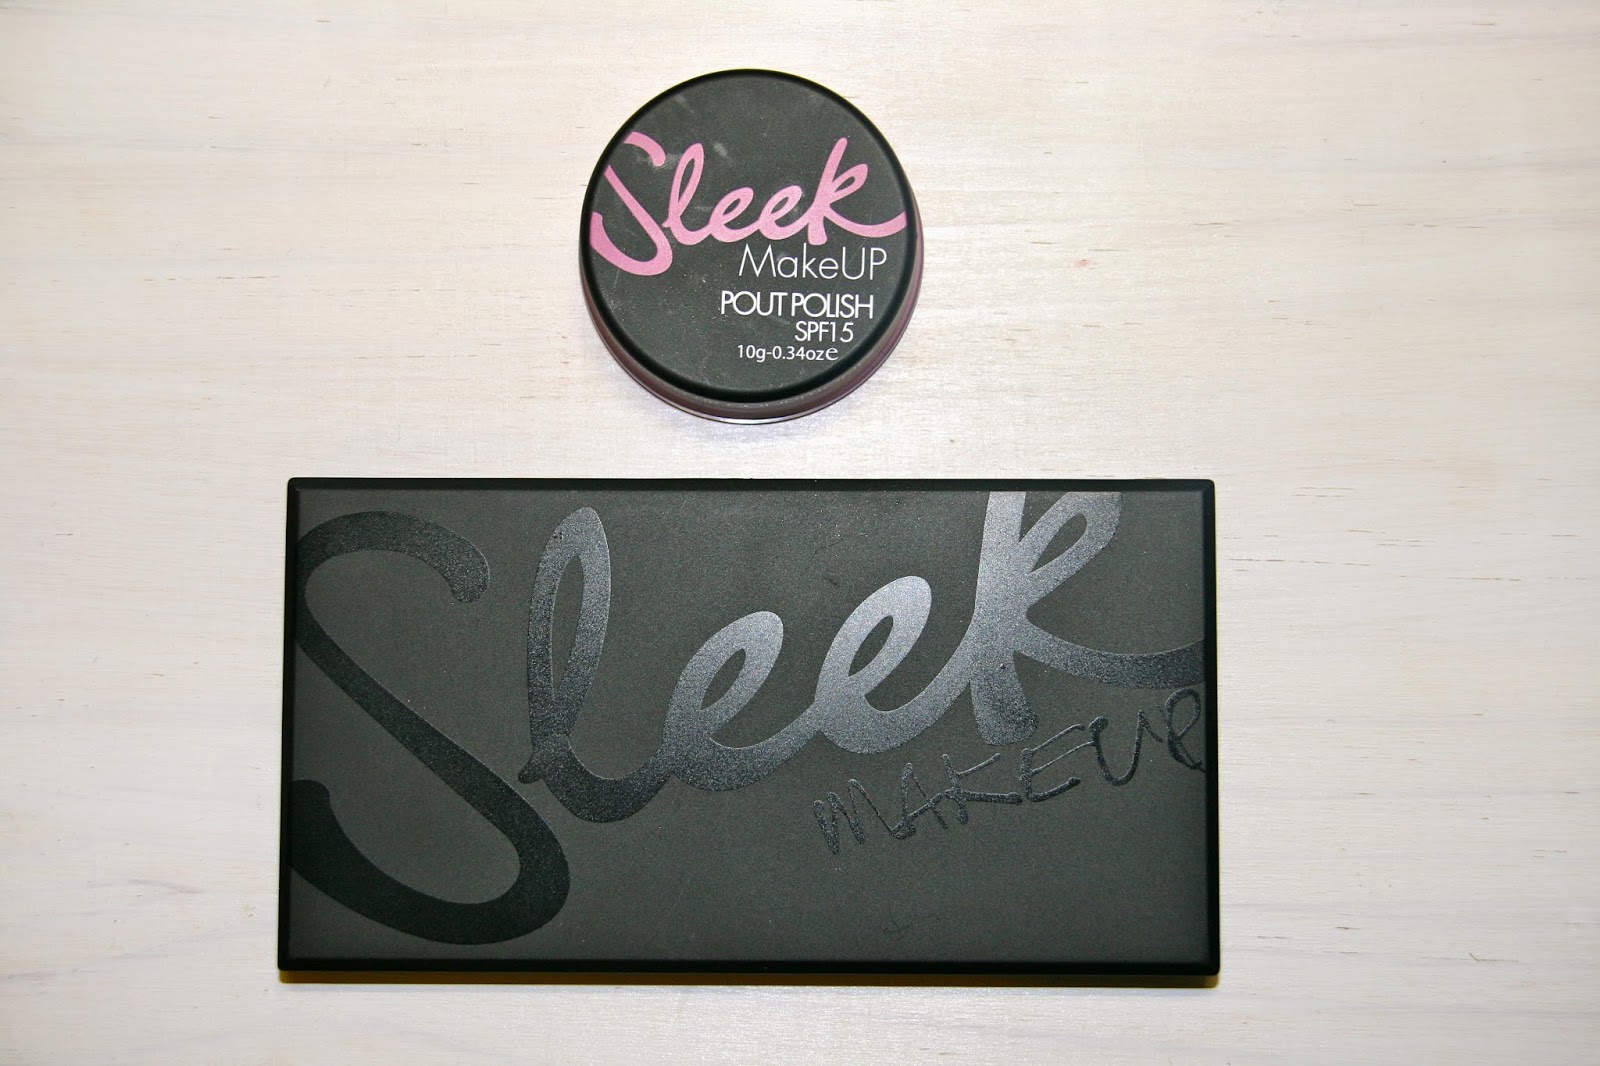 Sleek
MakeUP
POUT POLISH
SPF15
10g-0.34oz℮
Sleek
MAKEUP